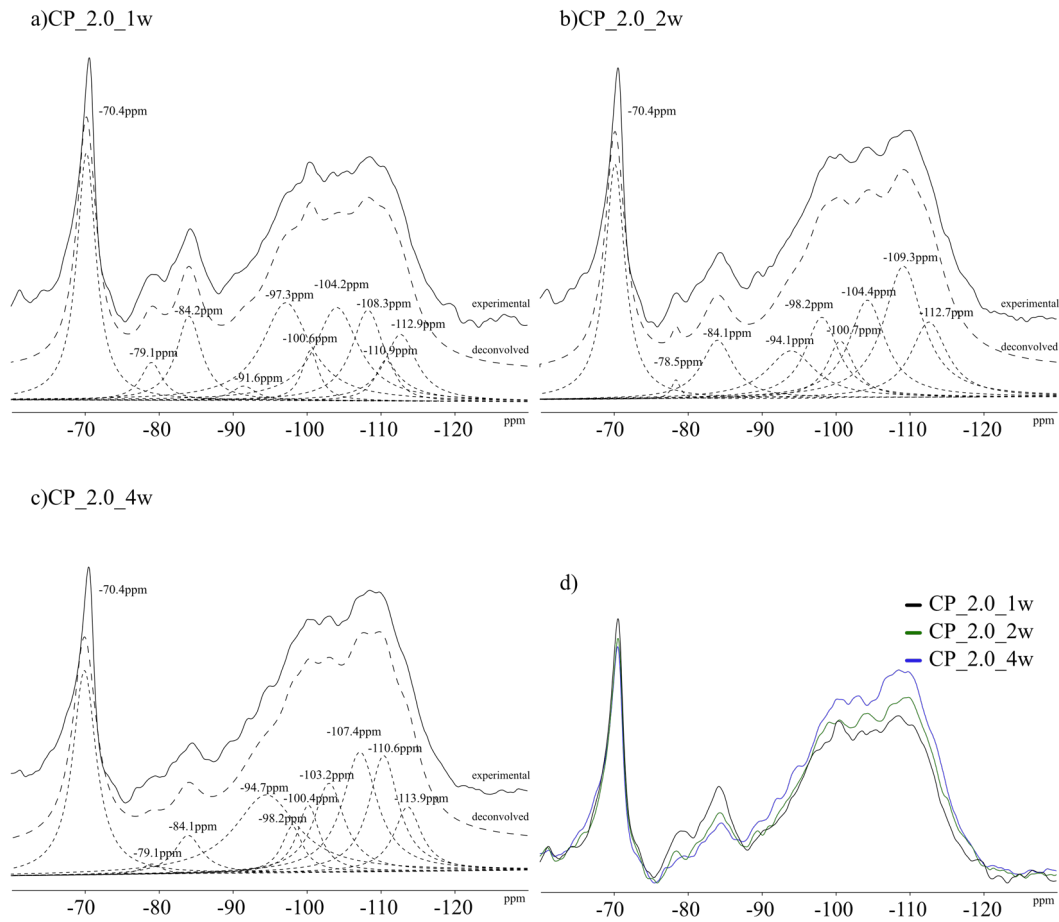 a)CP_2.0_1w
-70.4ppm
-84.2ppm
-79.1ppm
-91.6ppm
-97.3ppm
-100.6ppm
-104.2ppm
-108.3ppm
-110.9ppm
-112.9ppm
experimental
deconvolved
-70 -80 -90 -100 -110 -120 ppm
b)CP_2.0_2w
-70.4ppm
-78.5ppm
-84.1ppm
-94.1ppm
-98.2ppm
-100.7ppm
-104.4ppm
-109.3ppm
-112.7ppm
experimental
deconvolved
-70 -80 -90 -100 -110 -120 ppm
c)CP_2.0_4w
-70.4ppm
-79.1ppm
-84.1ppm
-94.7ppm
-98.2ppm
-100.4ppm
-103.2ppm
-107.4ppm
-110.6ppm
-113.9ppm
experimental
deconvolved
-70 -80 -90 -100 -110 -120 ppm
d)
CP_2.0_1w
CP_2.0_2w
CP_2.0_4w
-70 -80 -90 -100 -110 -120 ppm